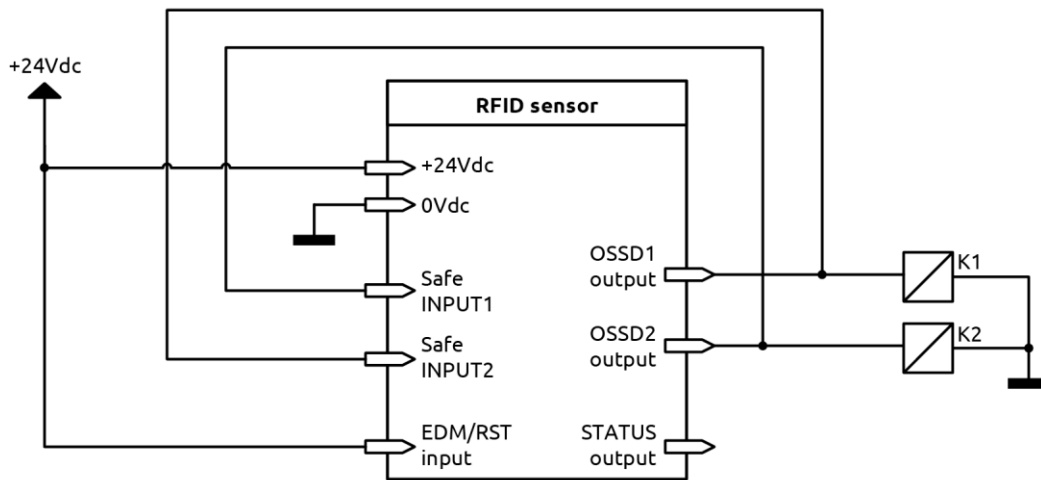 +24Vdc
RFID sensor
+24Vdc
0Vdc
OSSD1
output
K1
Safe
INPUT1
OSSD2
output
K2
Safe
INPUT2
EDM/RST
input
STATUS
output